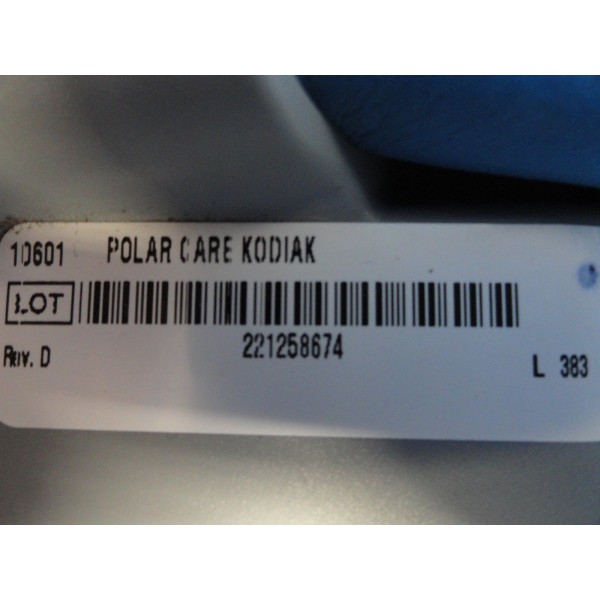 10601 POLAR CARE KODIAK
LOT
221258674
Rev. D
L 383